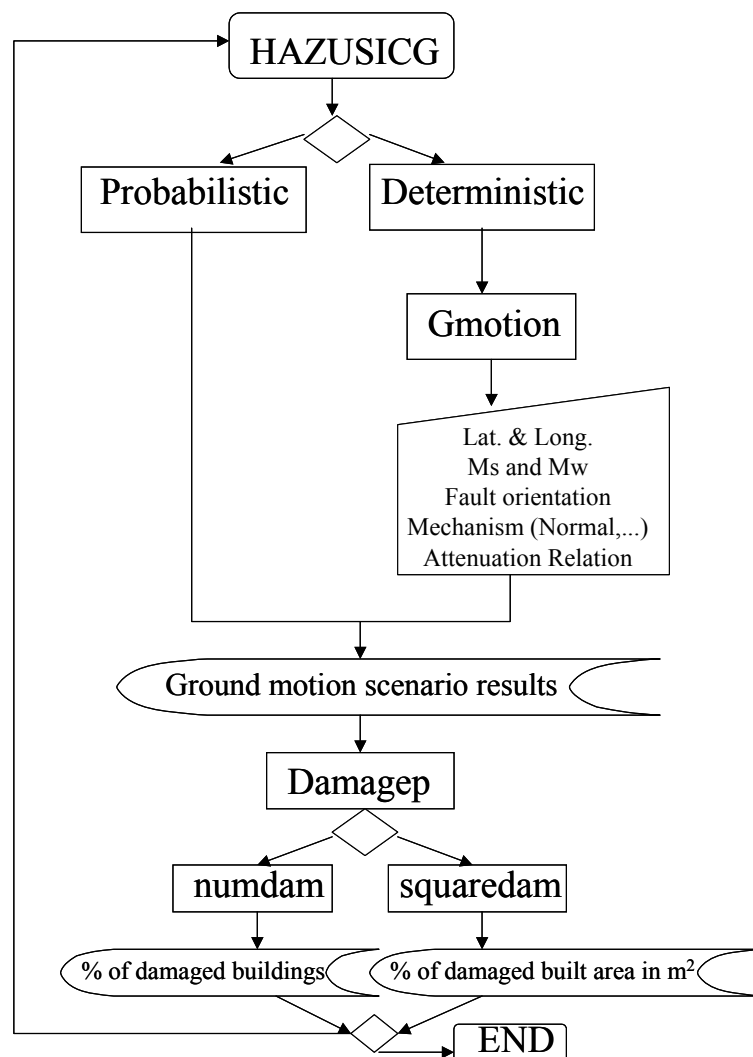 HAZUSICG
Probabilistic
Deterministic
Gmotion
Lat. & Long.
Ms and Mw
Fault orientation
Mechanism (Normal,...)
Attenuation Relation
Ground motion scenario results
Damagep
numdam
squaredam
% of damaged buildings
% of damaged built area in m²
END